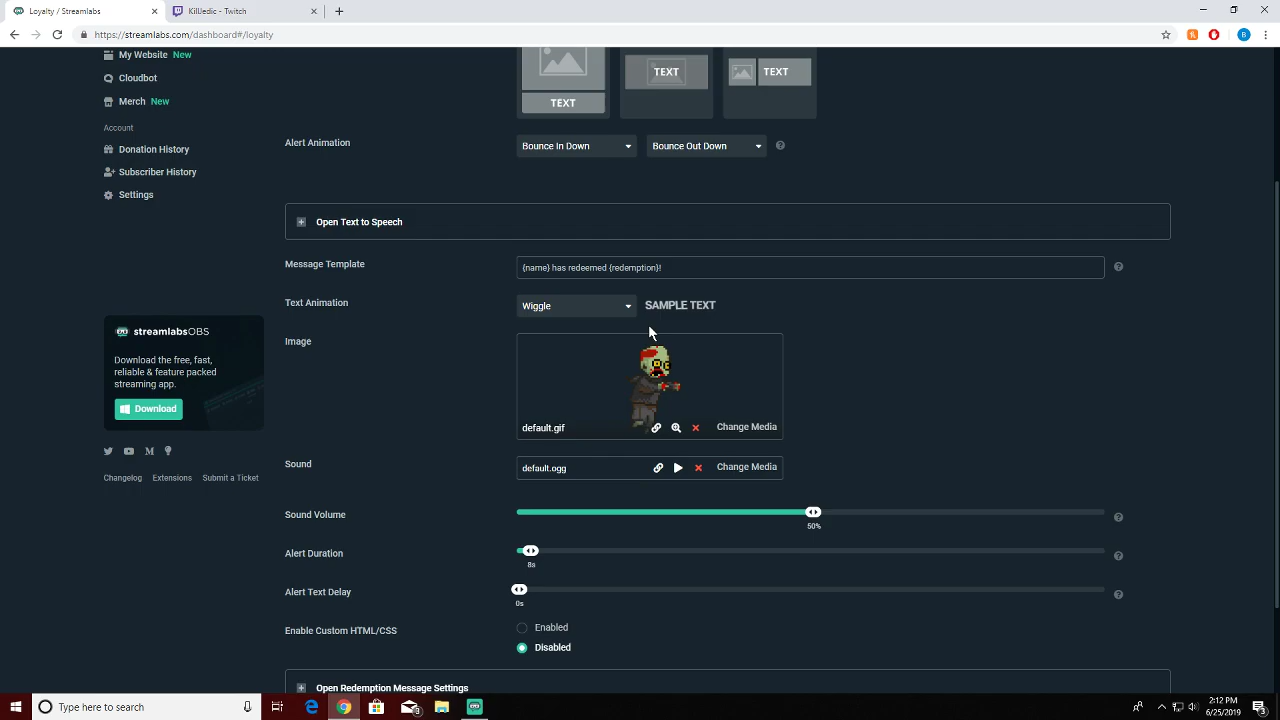 Loyalty / Streamlabs
KillJedic - Twitch
https://streamlabs.com/dashboard#/loyalty
B
My Website New
Cloudbot
Merch New
Account
Donation History
Subscriber History
Settings
streamlabsOBS
Download the free, fast,
reliable & feature packed
streaming app.
Download
M
Changelog Extensions Submit a Ticket
TEXT
TEXT
TEXT
Alert Animation
Bounce In Down
Bounce Out Down
Open Text to Speech
Message Template
{name} has redeemed {redemption}!
Text Animation
Wiggle
SAMPLE TEXT
Image
default.gif
Change Media
Sound
default.ogg
Change Media
Sound Volume
50%
Alert Duration
8s
Alert Text Delay
0s
Enable Custom HTML/CSS
Enabled
Disabled
Open Redemption Message Settings
Type here to search
2:12 PM
6/25/2019